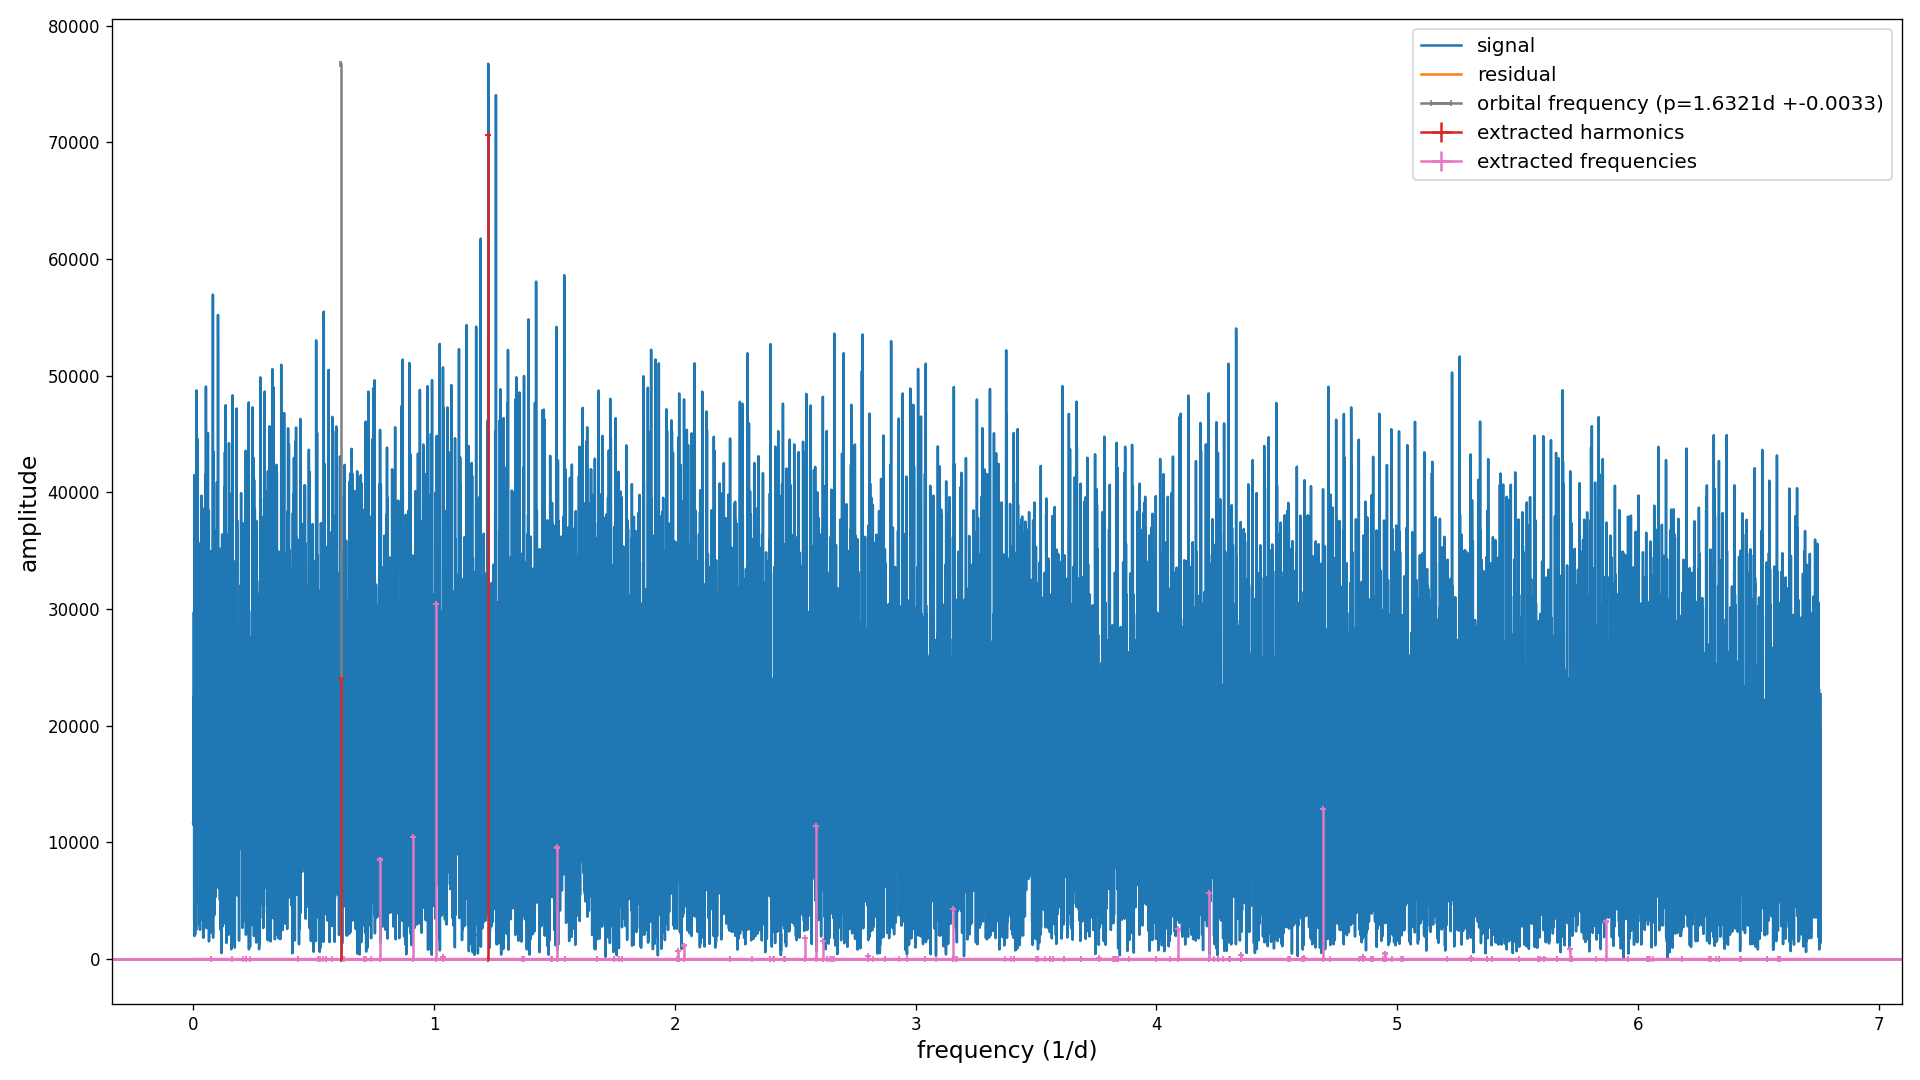 80000
70000
60000
50000
40000
30000
20000
10000
0
amplitude
signal
residual
orbital frequency (p=1.6321d +-0.0033)
extracted harmonics
extracted frequencies
0 1 2 3 4 5 6 7
frequency (1/d)